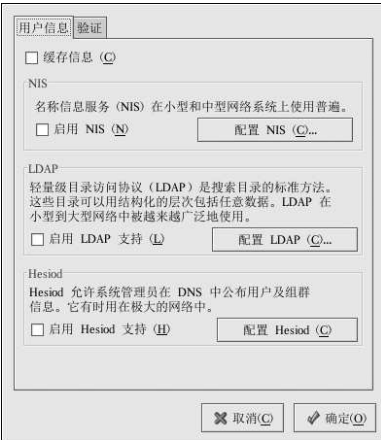 用户信息 验证
缓存信息 (C)
NIS
名称信息服务 (NIS) 在小型和中型网络系统上使用普遍。
启用 NIS (N) 配置 NIS (C)...
LDAP
轻量级目录访问协议 (LDAP) 是搜索目录的标准方法。
这些目录可以用结构化的层次包括任意数据。LDAP 在
小型到大型网络中被越来越广泛地使用。
启用 LDAP 支持 (L) 配置 LDAP (C)...
Hesiod
Hesiod 允许系统管理员在 DNS 中公布用户及组群
信息。它有时用在极大的网络中。
启用 Hesiod 支持 (H) 配置 Hesiod (C)
取消(C) 确定(O)